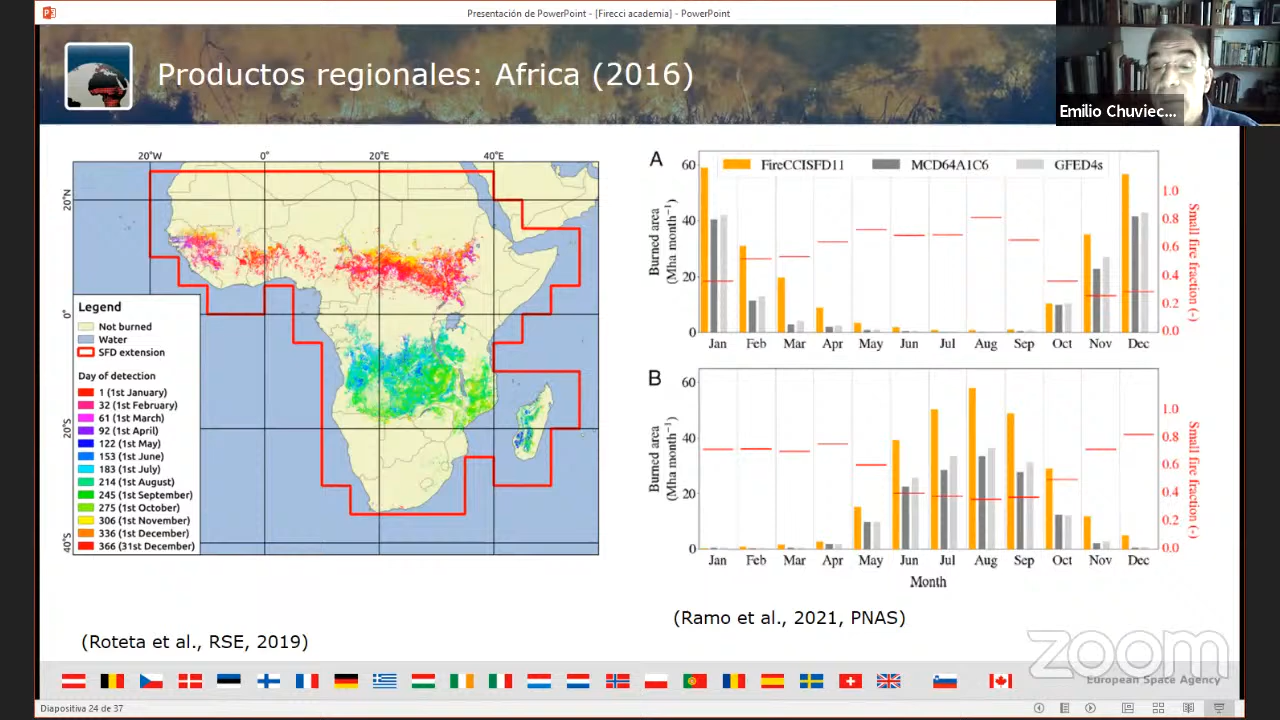 Presentación de PowerPoint - [Firecci academia] - PowerPoint
Productos regionales: Africa (2016)
Emilio Chuviec...
20°W 0° 20°E 40°E
20°N
0°
20°S
40°S
Legend
Not burned
Water
SFD extension
Day of detection
1 (1st January)
32 (1st February)
61 (1st March)
92 (1st April)
122 (1st May)
153 (1st June)
183 (1st July)
214 (1st August)
245 (1st September)
275 (1st October)
306 (1st November)
336 (1st December)
366 (31st December)
(Roteta et al., RSE, 2019)
A
FireCCISFD11 MCD64A1C6 GFED4s
Burned area
(Mha month⁻¹)
60
40
20
0
1.0
0.8
0.6
0.4
0.2
0.0
Small fire fraction (-)
Jan Feb Mar Apr May Jun Jul Aug Sep Oct Nov Dec
B
Burned area
(Mha month⁻¹)
60
40
20
0
1.0
0.8
0.6
0.4
0.2
0.0
Small fire fraction (-)
Jan Feb Mar Apr May Jun Jul Aug Sep Oct Nov Dec
Month
(Ramo et al., 2021, PNAS)
zoom
European Space Agency
Diapositiva 24 de 37